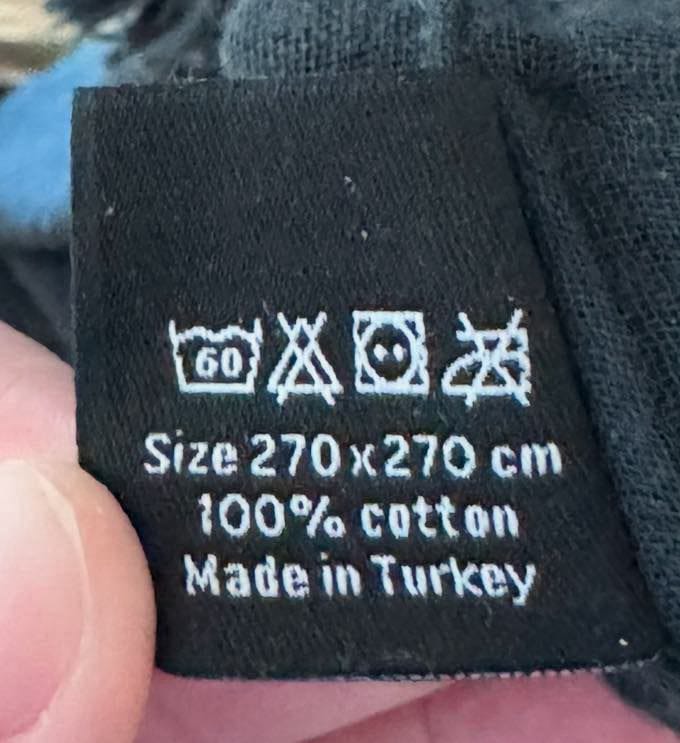 60
Size 270x270 cm
100% cotton
Made in Turkey